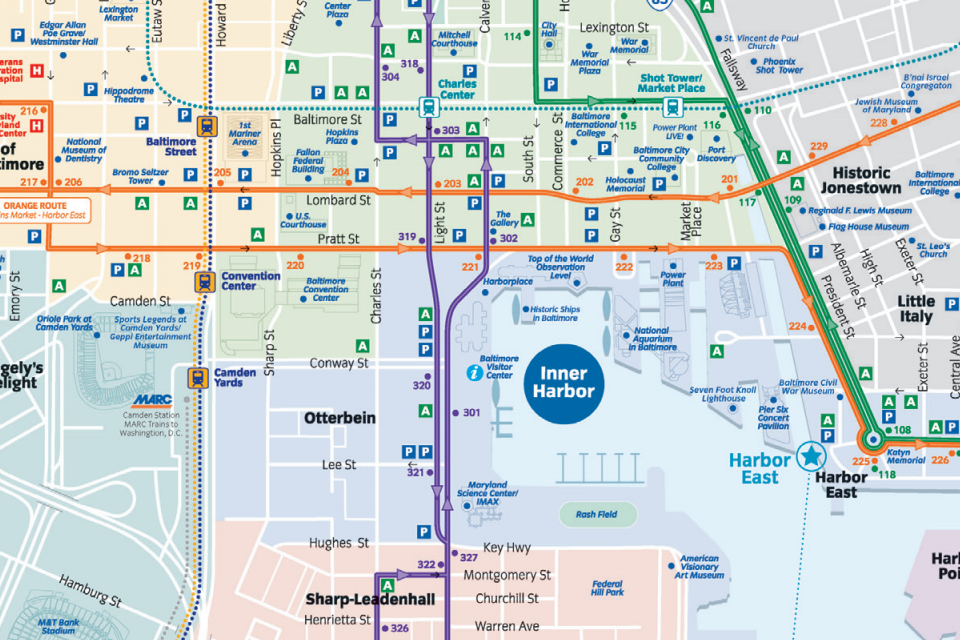 Lexington
Market
Eutaw S
Howard
Liberty S
Center
Plaza
Calver
Ho
83
Edgar Allan
Poe Grave/
Westminster Hall
P
304
318
A
Mitchell
Courthouse
114
City
Hall
Lexington St
War
Memorial
War
Memorial
Plaza
St. Vincent de Paul
Church
Phoenix
Shot Tower
Fallsway
erans
ration
spital
H
Hippodrome
Theatre
Charles
Center
Shot Tower/
Market Place
B'nai Israel
Congregation
Jewish Museum
of Maryland
228
216
sity
yland
Center
H
of
timore
Baltimore
Street
Baltimore St
1st
Mariner
Arena
Hopkins Pl
Hopkins
Plaza
303
Baltimore
International
College
115
Power Plant
LIVE!
116
Port
Discovery
110
229
National
Museum
Dentistry
Bromo Seltzer
Tower
Fallon
Federal
Building
South St
Commerce St
Baltimore City
Community
College
Holocaust
Memorial
Historic
Jonestown
Baltimore
International
College
217
206
205
204
203
202
201
117
109
ORANGE ROUTE
ns Market - Harbor East
Lombard St
U.S.
Courthouse
Light St
The
Gallery
Gay St
Market
Place
Reginald F. Lewis Museum
Flag House Museum
St. Leo's
Church
Pratt St
319
302
218
219
220
221
222
223
Convention
Center
Baltimore
Convention
Center
Top of the World
Observation
Level
Power
Plant
Albemarle St
High St
Exeter St
President St
Emory St
Camden St
Charles St
Harborplace
Historic Ships
in Baltimore
Little
Italy
Oriole Park at
Camden Yards
Sports Legends at
Camden Yards/
Geppi Entertainment
Museum
National
Aquarium
in Baltimore
224
gely's
elight
Sharp St
Conway St
Camden
Yards
320
i
Baltimore
Visitor
Center
Inner
Harbor
Exeter St
Central Ave
MARC
Camden Station
MARC Trains to
Washington, D.C.
Otterbein
301
Seven Foot Knoll
Lighthouse
Baltimore Civil
War Museum
Pier Six
Concert
Pavilion
108
Lee St
321
Harbor
East
225
Katyn
Memorial
226
118
Harbor
East
Maryland
Science Center/
IMAX
Rash Field
Hughes St
Key Hwy
327
322
Montgomery St
American
Visionary
Art Museum
Har
Poi
Hamburg St
Sharp-Leadenhall
Churchill St
Federal
Hill Park
Henrietta St
326
Warren Ave
M&T Bank
Stadium